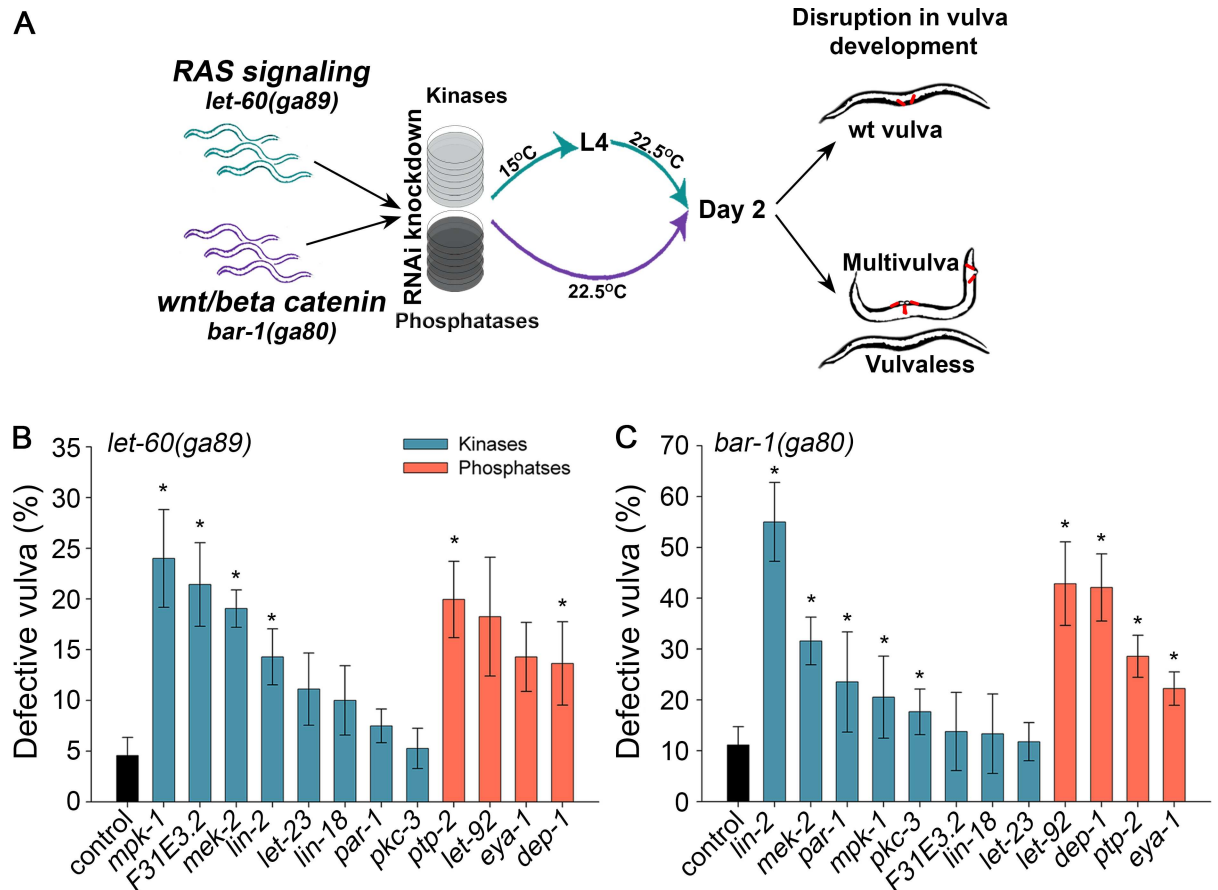 A
RAS signaling
let-60(ga89)
wnt/beta catenin
bar-1(ga80)
RNAi knockdown
Kinases
Phosphatases
15°C
L4
22.5°C
22.5°C
Day 2
Disruption in vulva
development
wt vulva
Multivulva
Vulvaless
B
let-60(ga89)
Kinases
Phosphatses
Defective vulva (%)
35
30
25
20
15
10
5
0
control
mpk-1
F31E3.2
mek-2
lin-2
let-23
lin-18
par-1
pkc-3
ptp-2
let-92
eya-1
dep-1
* * * * * *
C
bar-1(ga80)
Defective vulva (%)
70
60
50
40
30
20
10
0
control
lin-2
mek-2
par-1
mpk-1
pkc-3
F31E3.2
lin-18
let-23
let-92
dep-1
ptp-2
eya-1
* * * * * * * * *